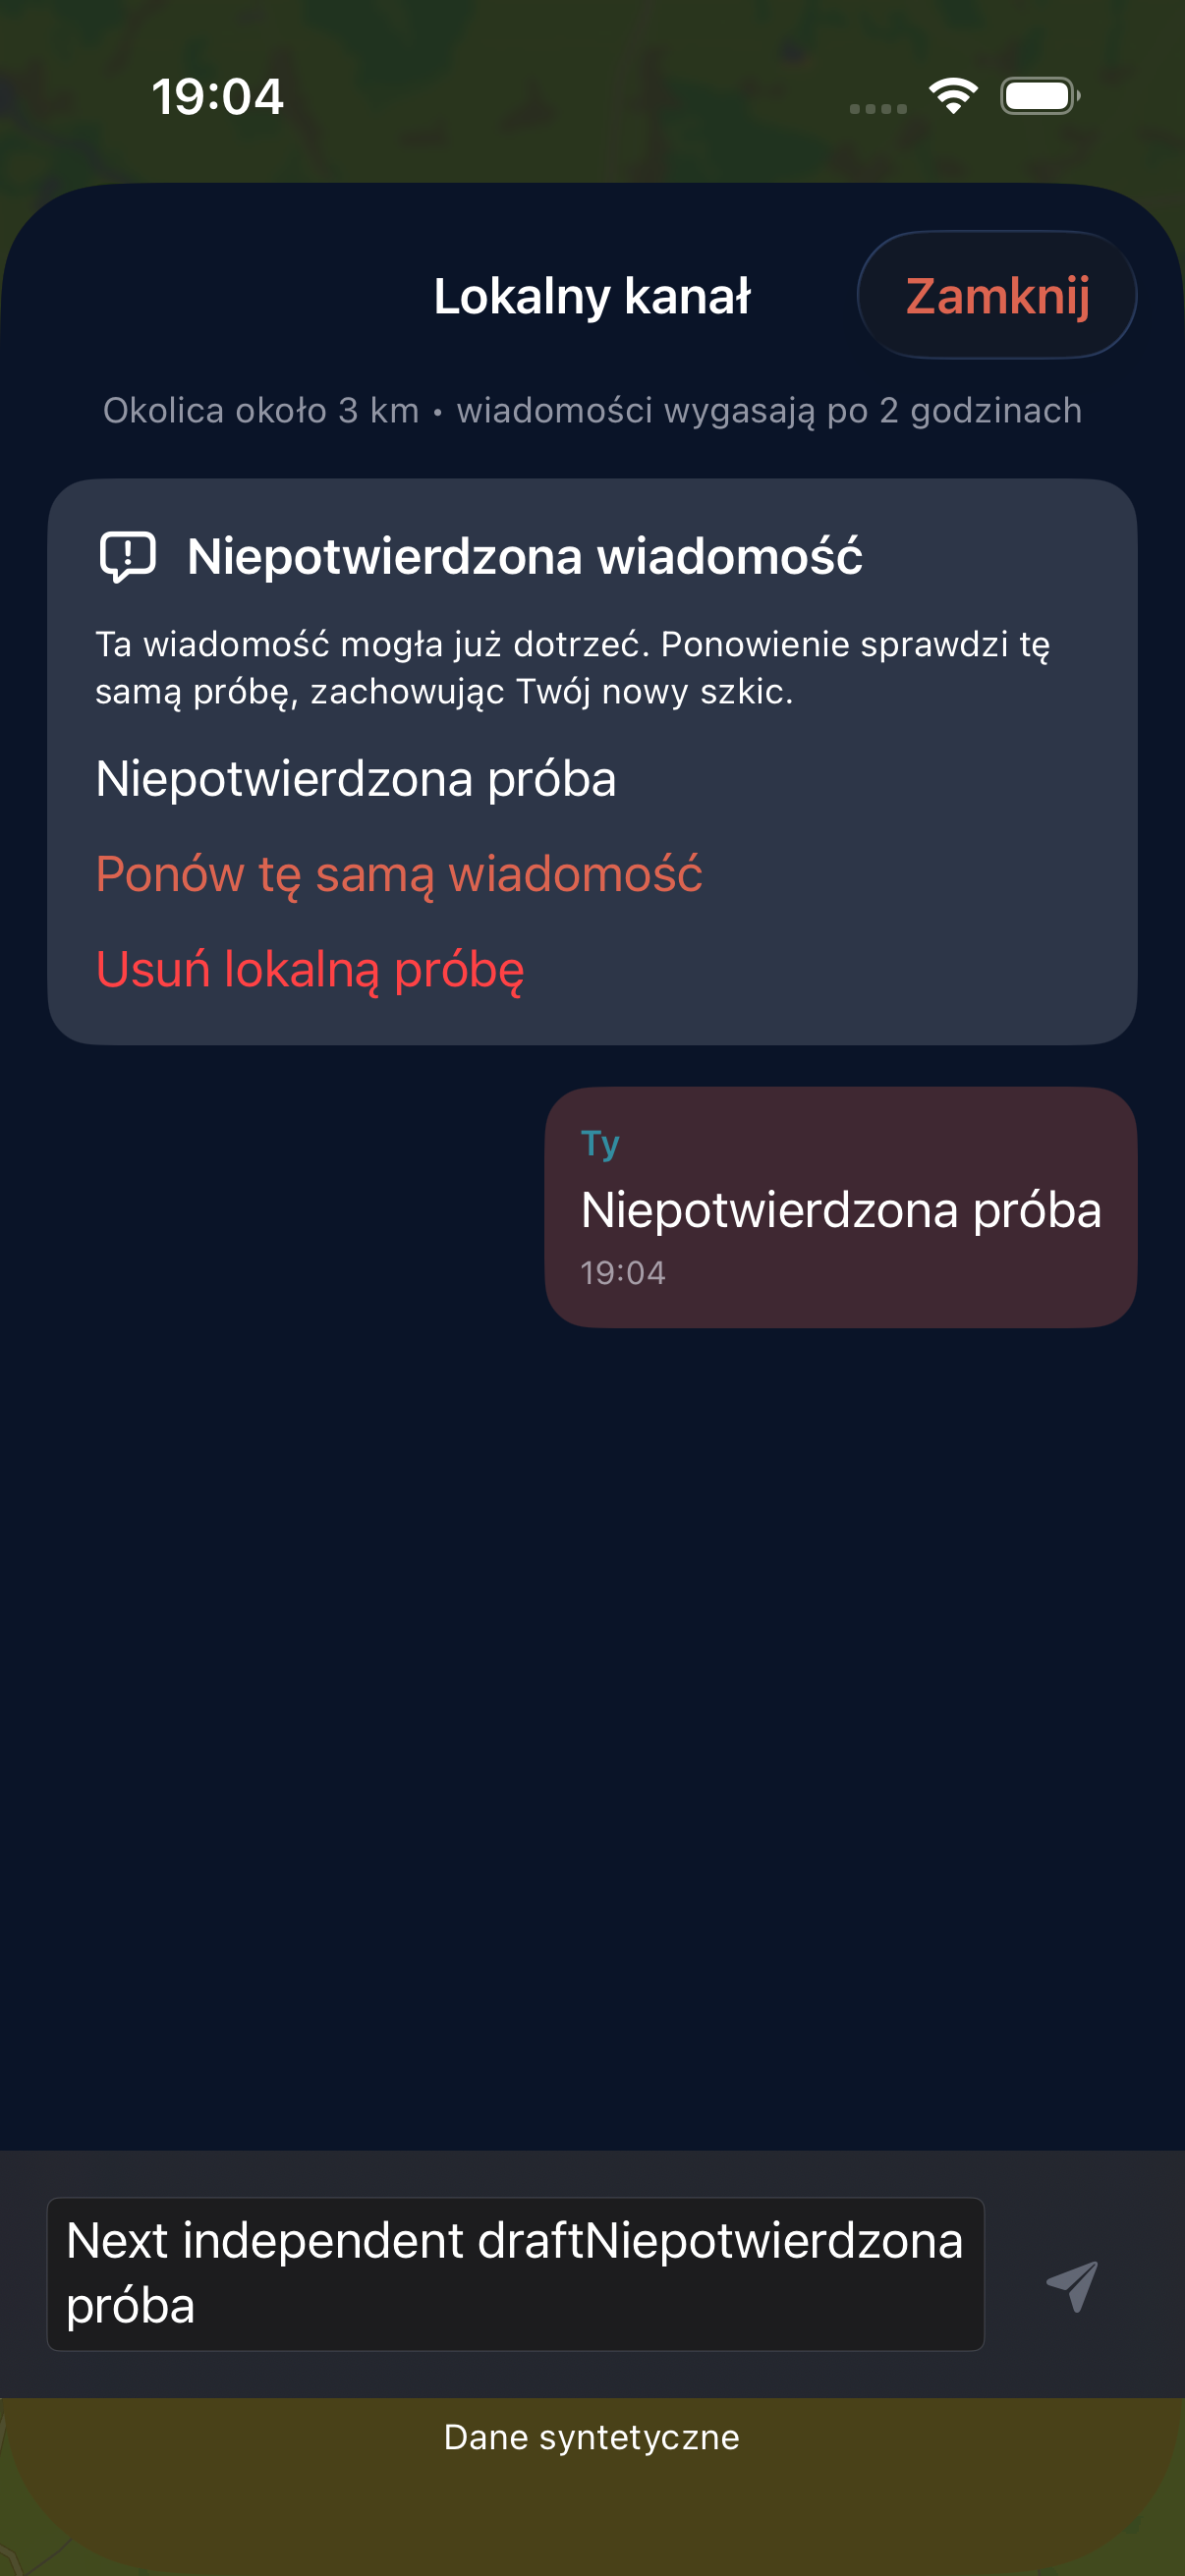 19:04
Lokalny kanał
Zamknij
Okolica około 3 km • wiadomości wygasają po 2 godzinach
Niepotwierdzona wiadomość
Ta wiadomość mogła już dotrzeć. Ponowienie sprawdzi tę
samą próbę, zachowując Twój nowy szkic.
Niepotwierdzona próba
Ponów tę samą wiadomość
Usuń lokalną próbę
Ty
Niepotwierdzona próba
19:04
Next independent draftNiepotwierdzona
próba
Dane syntetyczne